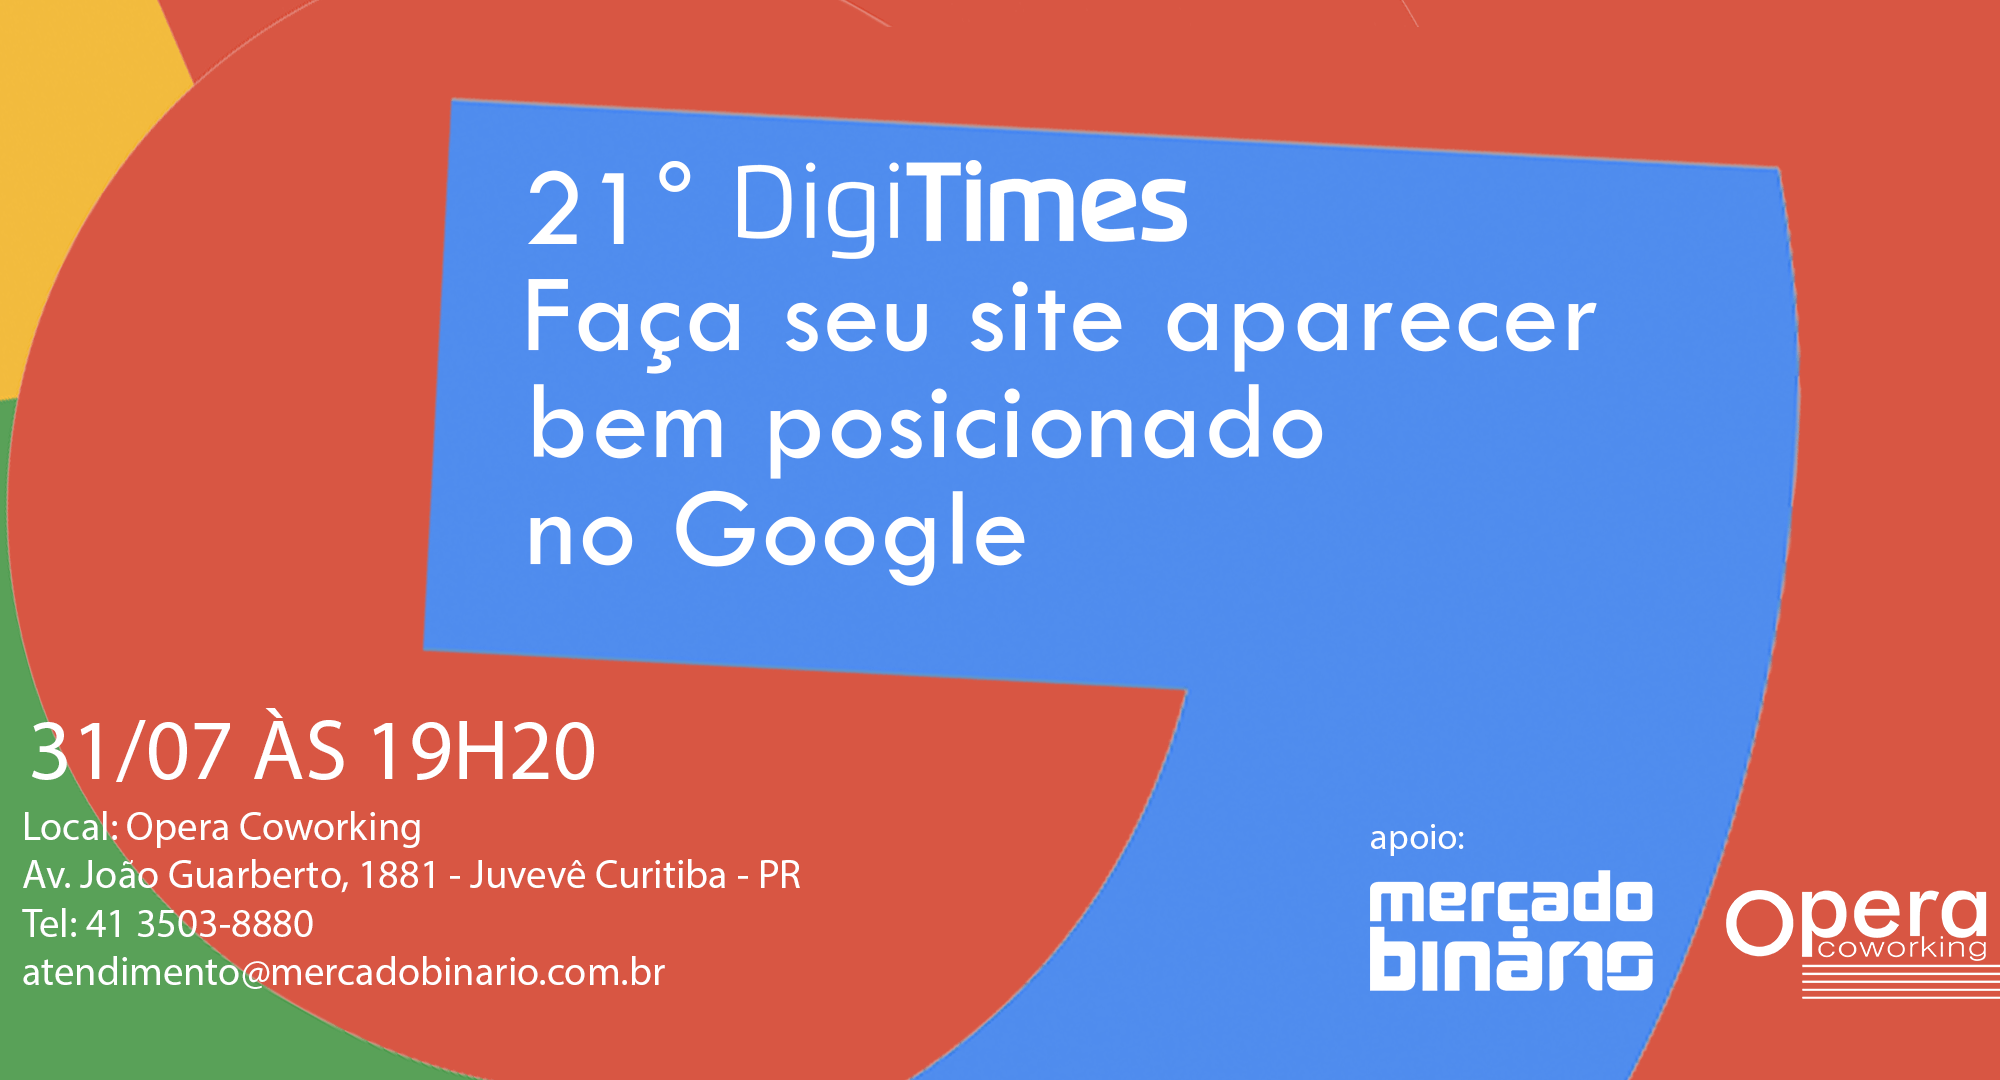 21° DigiTimes
Faça seu site aparecer
bem posicionado
no Google
31/07 ÀS 19H20
Local: Opera Coworking
Av. João Guarberto, 1881 - Juvevê Curitiba - PR
Tel: 41 3503-8880
atendimento@mercadobinario.com.br
apoio:
mercado
binário
Opera
coworking